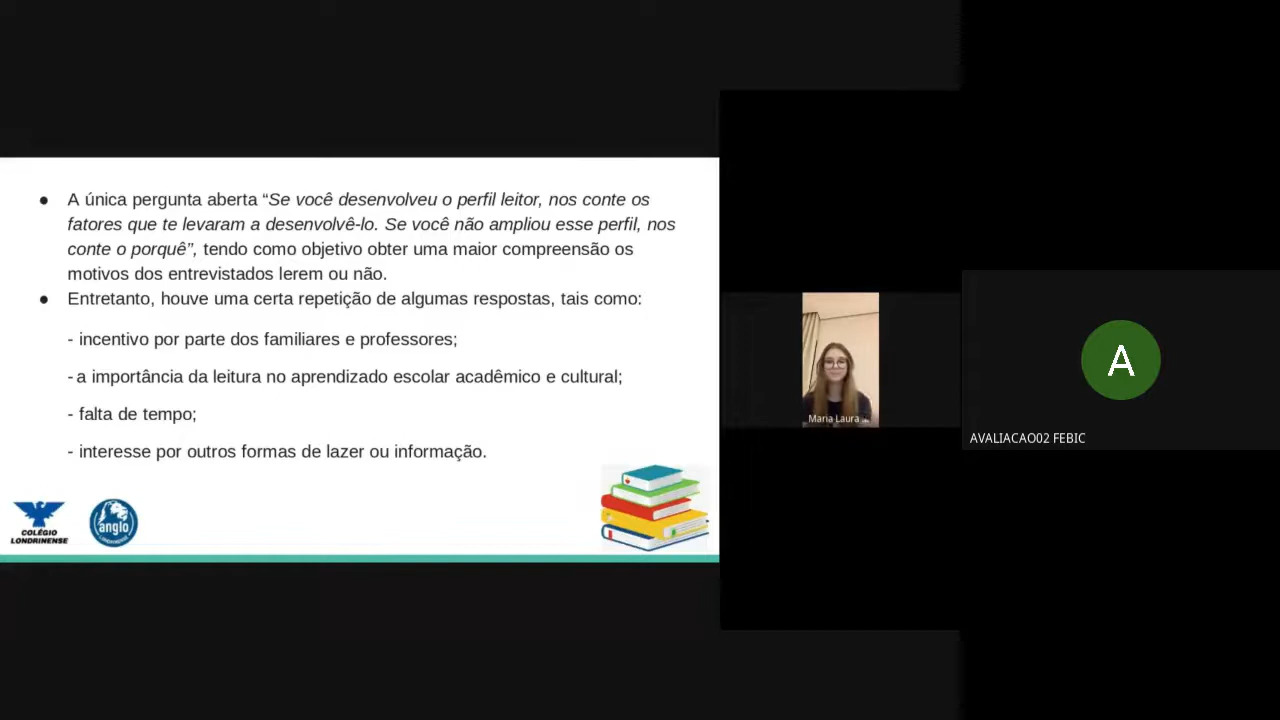 ● A única pergunta aberta “Se você desenvolveu o perfil leitor, nos conte os
fatores que te levaram a desenvolvê-lo. Se você não ampliou esse perfil, nos
conte o porquê”, tendo como objetivo obter uma maior compreensão os
motivos dos entrevistados lerem ou não.
● Entretanto, houve uma certa repetição de algumas respostas, tais como:
- incentivo por parte dos familiares e professores;
- a importância da leitura no aprendizado escolar acadêmico e cultural;
- falta de tempo;
- interesse por outros formas de lazer ou informação.
COLÉGIO
LONDRINENSE
anglo
LONDRINENSE
Maria Laura ...
A
AVALIACAO02 FEBIC